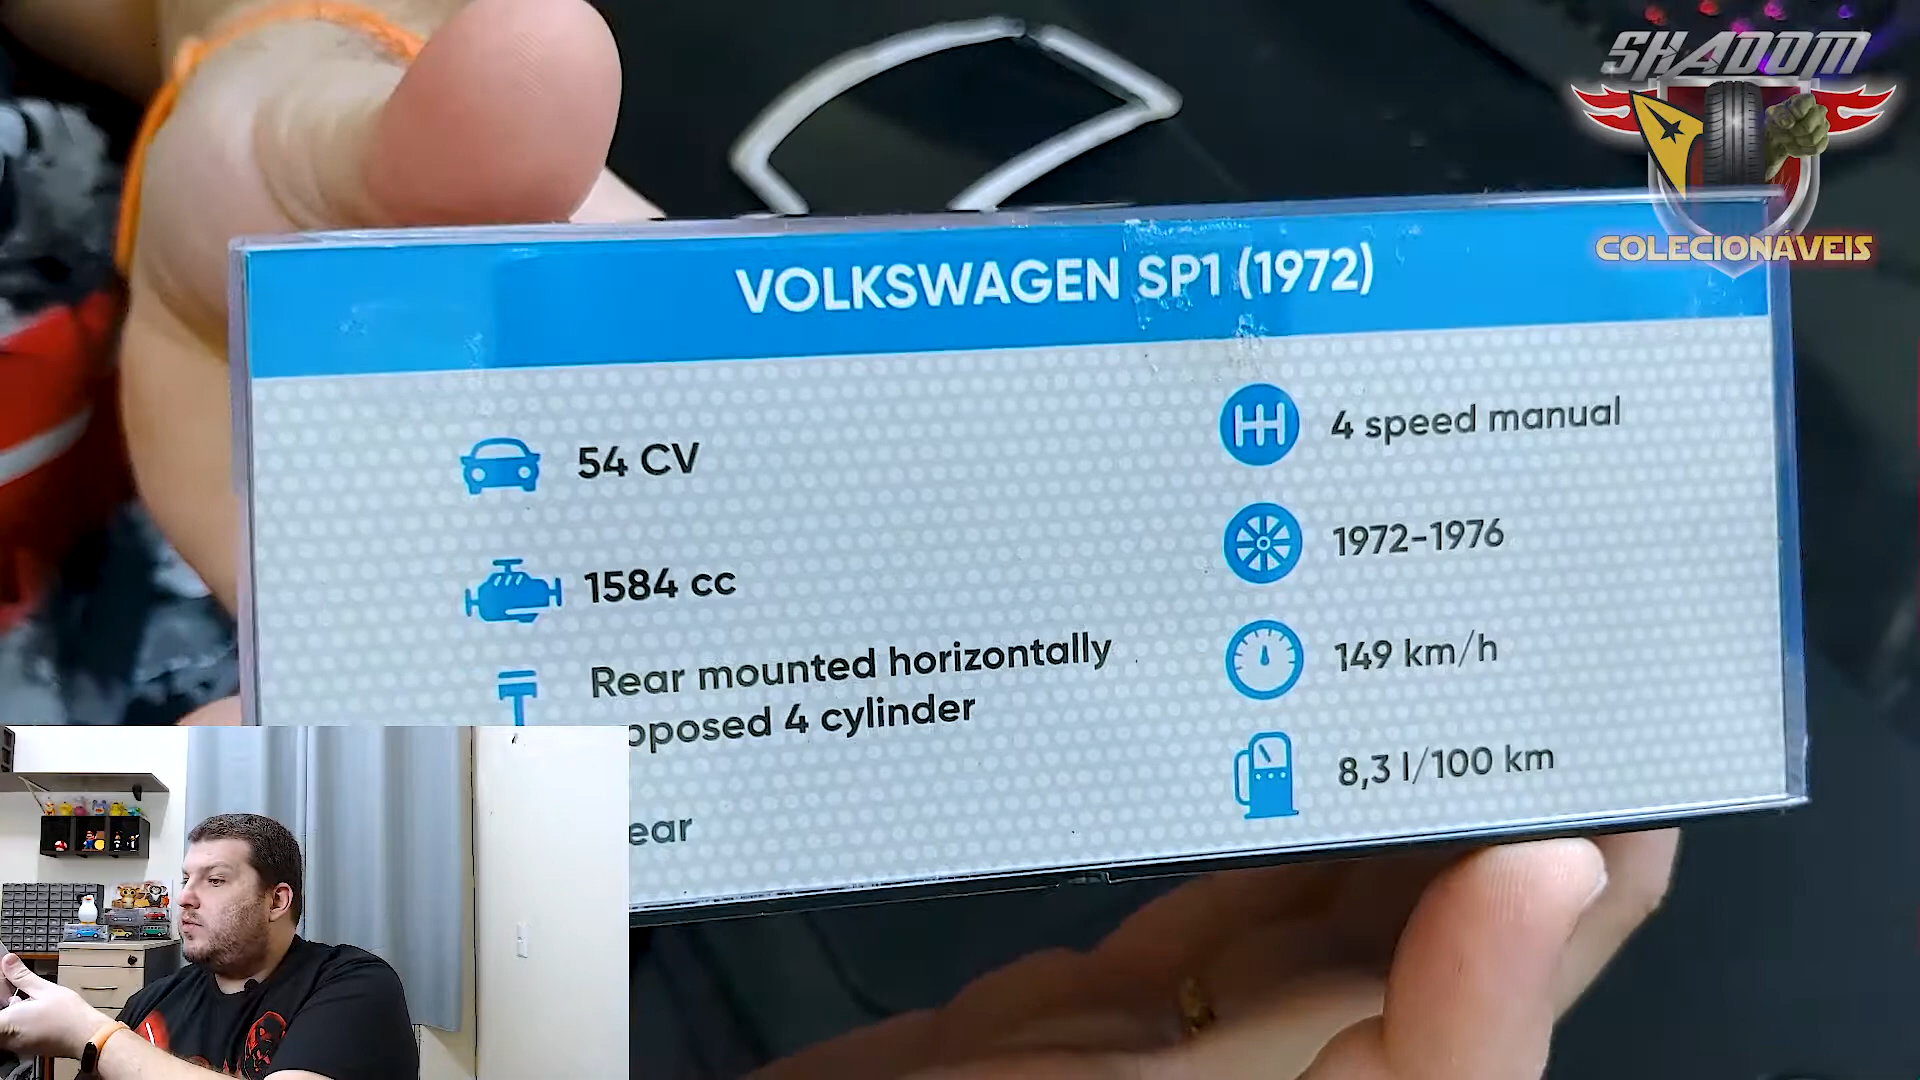 SHADOM
COLECIONÁVEIS
VOLKSWAGEN SP1 (1972)
54 CV
1584 cc
Rear mounted horizontally
pposed 4 cylinder
ear
4 speed manual
1972-1976
149 km/h
8,3 l/100 km